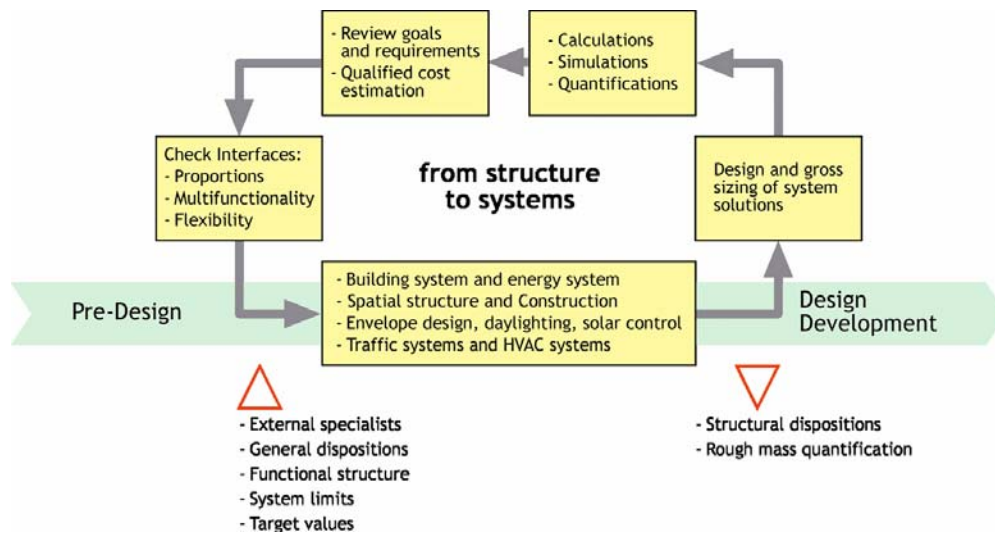 - Review goals
and requirements
- Qualified cost
estimation
- Calculations
- Simulations
- Quantifications
Check Interfaces:
- Proportions
- Multifunctionality
- Flexibility
from structure
to systems
Design and gross
sizing of system
solutions
Pre-Design
- Building system and energy system
- Spatial structure and Construction
- Envelope design, daylighting, solar control
- Traffic systems and HVAC systems
Design
Development
- External specialists
- General dispositions
- Functional structure
- System limits
- Target values
- Structural dispositions
- Rough mass quantification